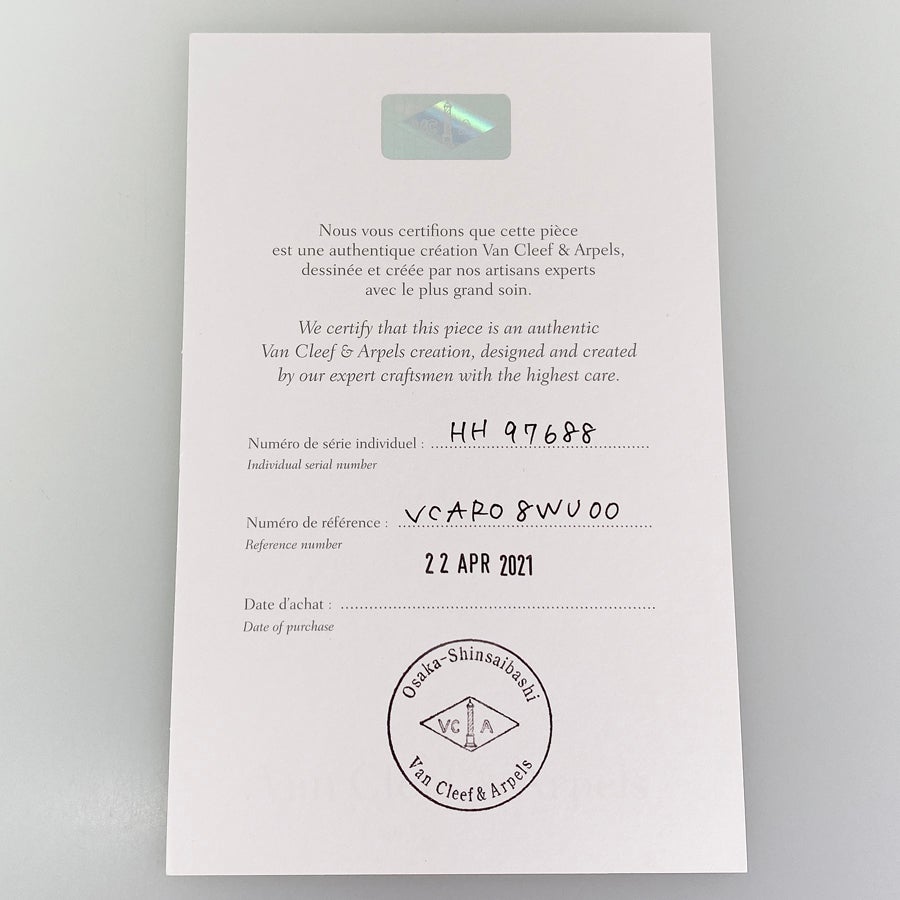 VCA
Nous vous certifions que cette pièce
est une authentique création Van Cleef & Arpels,
dessinée et créée par nos artisans experts
avec le plus grand soin.
We certify that this piece is an authentic
Van Cleef & Arpels creation, designed and created
by our expert craftsmen with the highest care.
Numéro de série individuel : HH 97688
Individual serial number
Numéro de référence : VCARO8WU00
Reference number
22 APR 2021
Date d'achat :
Date of purchase
Osaka-Shinsaibashi
VC A
Van Cleef & Arpels
Van Cleef & Arpels